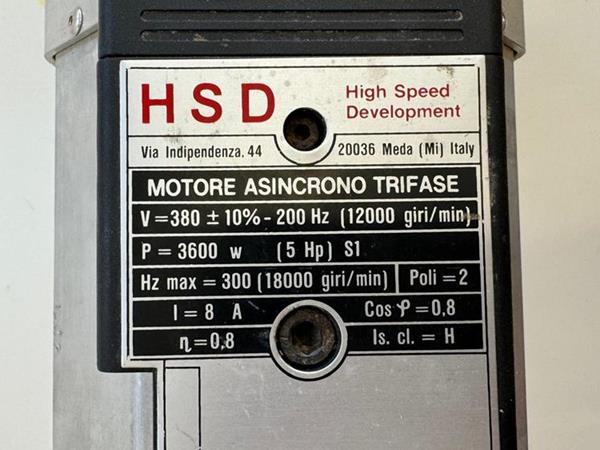 HSD
High Speed
Development
Via Indipendenza, 44
20036 Meda (Mi) Italy
MOTORE ASINCRONO TRIFASE
V = 380 ± 10% - 200 Hz (12000 giri/min)
P = 3600 w (5 Hp) S1
Hz max = 300 (18000 giri/min) Poli = 2
I = 8 A Cos φ = 0,8
η = 0,8 Is. cl. = H